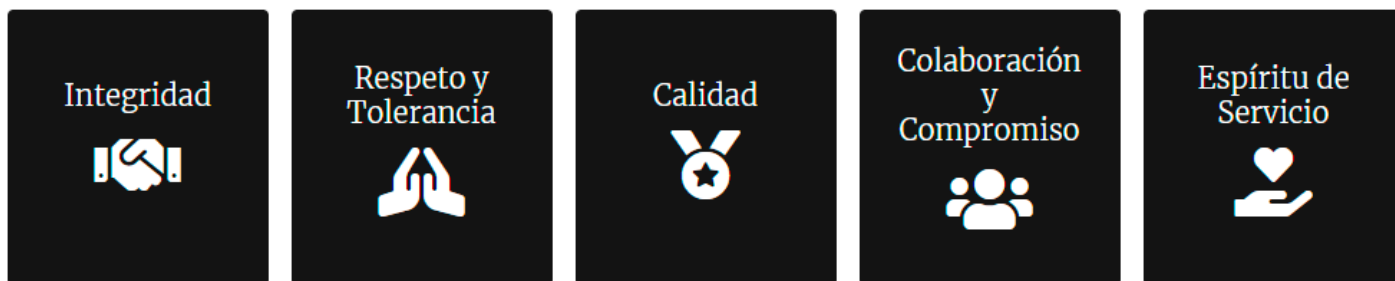 Integridad
Respeto y
Tolerancia
Calidad
Colaboración
y
Compromiso
Espíritu de
Servicio